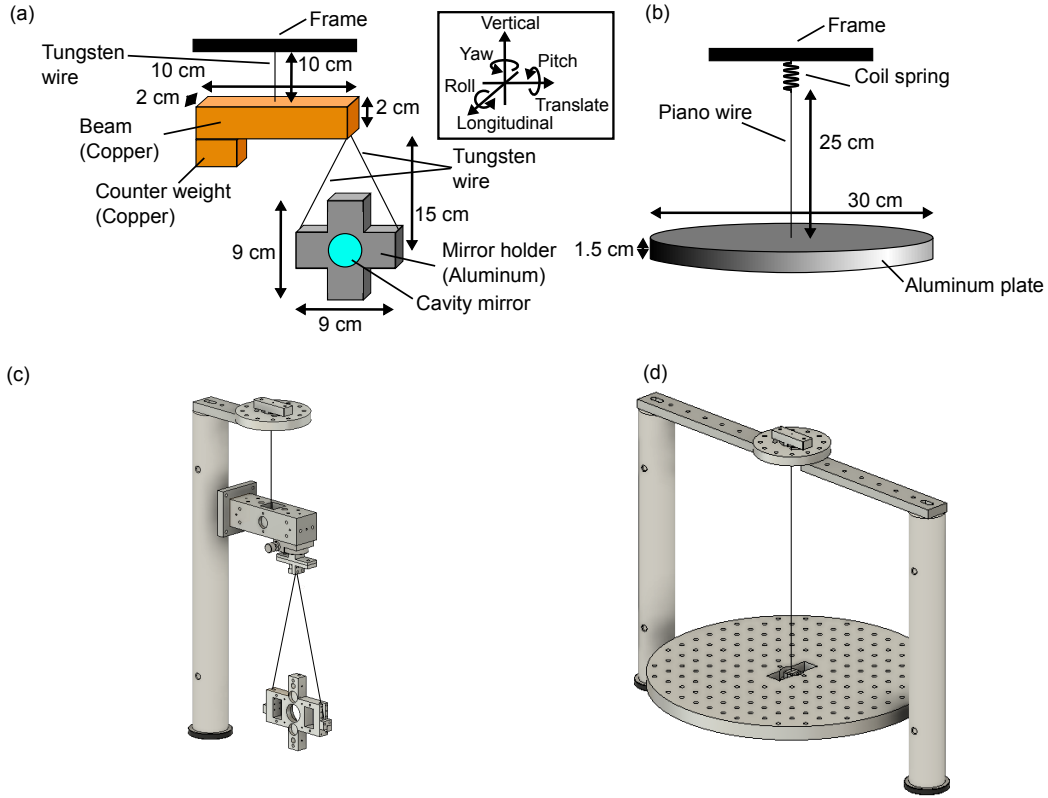 (a)
Frame
Tungsten
wire
10 cm
10 cm
2 cm
2 cm
Beam
(Copper)
Counter weight
(Copper)
Tungsten
wire
15 cm
9 cm
Mirror holder
(Aluminum)
Cavity mirror
9 cm
Vertical
Yaw
Pitch
Roll
Translate
Longitudinal
(b)
Frame
Coil spring
Piano wire
25 cm
30 cm
1.5 cm
Aluminum plate
(c)
(d)